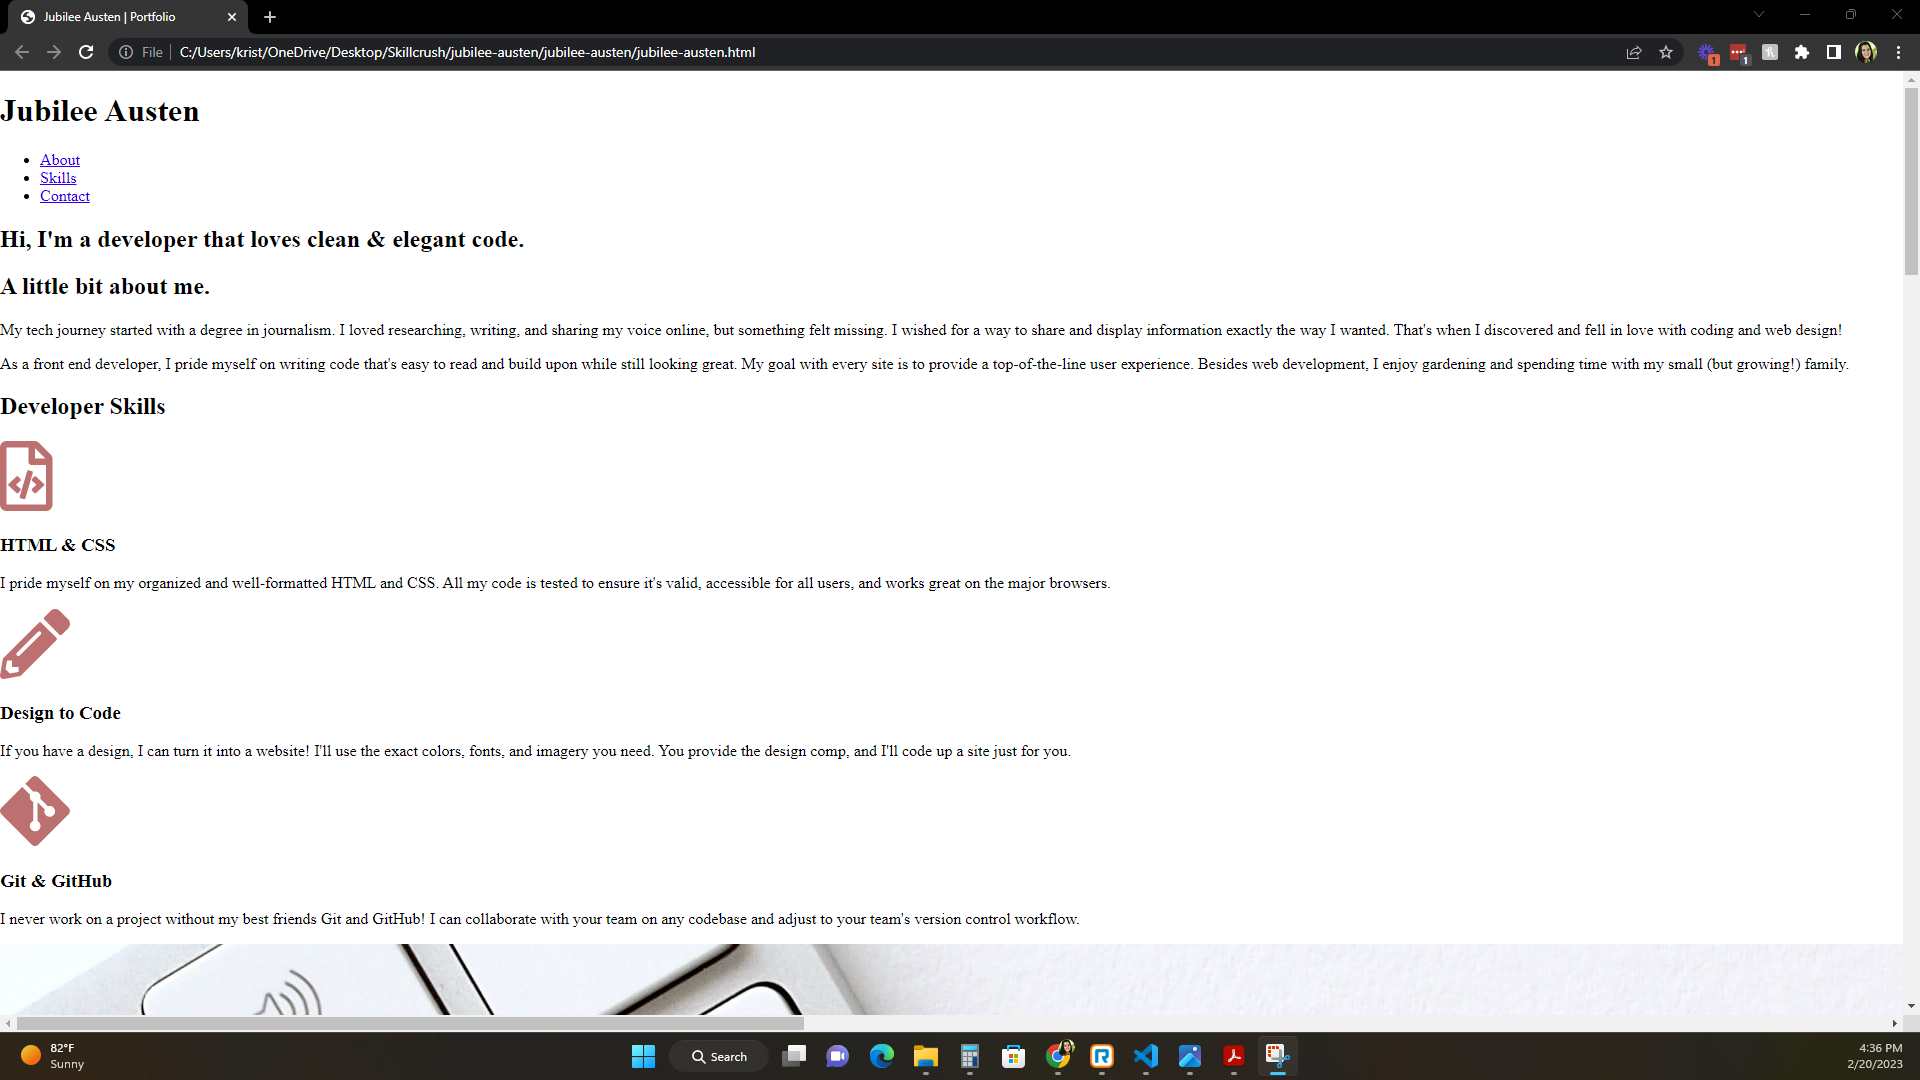 Jubilee Austen | Portfolio
File | C:/Users/krist/OneDrive/Desktop/Skillcrush/jubilee-austen/jubilee-austen/jubilee-austen.html
1
1
Jubilee Austen
About
Skills
Contact
Hi, I'm a developer that loves clean & elegant code.
A little bit about me.
My tech journey started with a degree in journalism. I loved researching, writing, and sharing my voice online, but something felt missing. I wished for a way to share and display information exactly the way I wanted. That's when I discovered and fell in love with coding and web design!
As a front end developer, I pride myself on writing code that's easy to read and build upon while still looking great. My goal with every site is to provide a top-of-the-line user experience. Besides web development, I enjoy gardening and spending time with my small (but growing!) family.
Developer Skills
HTML & CSS
I pride myself on my organized and well-formatted HTML and CSS. All my code is tested to ensure it's valid, accessible for all users, and works great on the major browsers.
Design to Code
If you have a design, I can turn it into a website! I'll use the exact colors, fonts, and imagery you need. You provide the design comp, and I'll code up a site just for you.
Git & GitHub
I never work on a project without my best friends Git and GitHub! I can collaborate with your team on any codebase and adjust to your team's version control workflow.
82°F
Sunny
Search
4:36 PM
2/20/2023